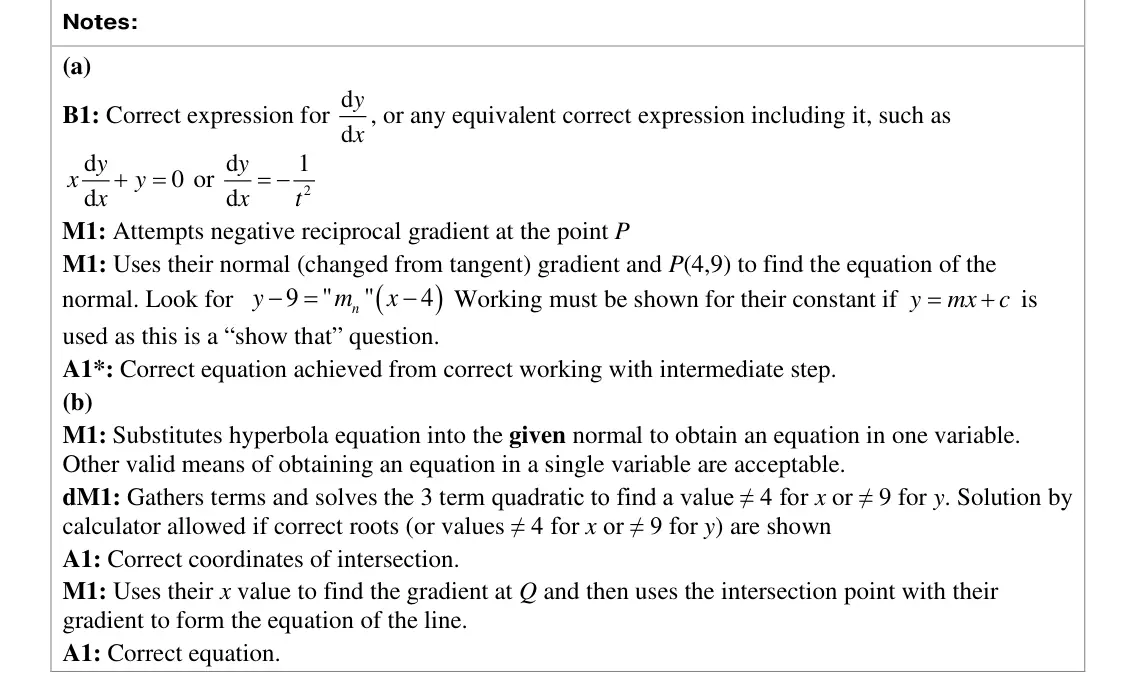 Notes:
(a)
B1: Correct expression for dy/dx, or any equivalent correct expression including it, such as
x dy/dx + y = 0 or dy/dx = −1/t²
M1: Attempts negative reciprocal gradient at the point P
M1: Uses their normal (changed from tangent) gradient and P(4,9) to find the equation of the
normal. Look for y − 9 = "mₙ"(x − 4) Working must be shown for their constant if y = mx + c is
used as this is a “show that” question.
A1*: Correct equation achieved from correct working with intermediate step.
(b)
M1: Substitutes hyperbola equation into the given normal to obtain an equation in one variable.
Other valid means of obtaining an equation in a single variable are acceptable.
dM1: Gathers terms and solves the 3 term quadratic to find a value ≠ 4 for x or ≠ 9 for y. Solution by
calculator allowed if correct roots (or values ≠ 4 for x or ≠ 9 for y) are shown
A1: Correct coordinates of intersection.
M1: Uses their x value to find the gradient at Q and then uses the intersection point with their
gradient to form the equation of the line.
A1: Correct equation.